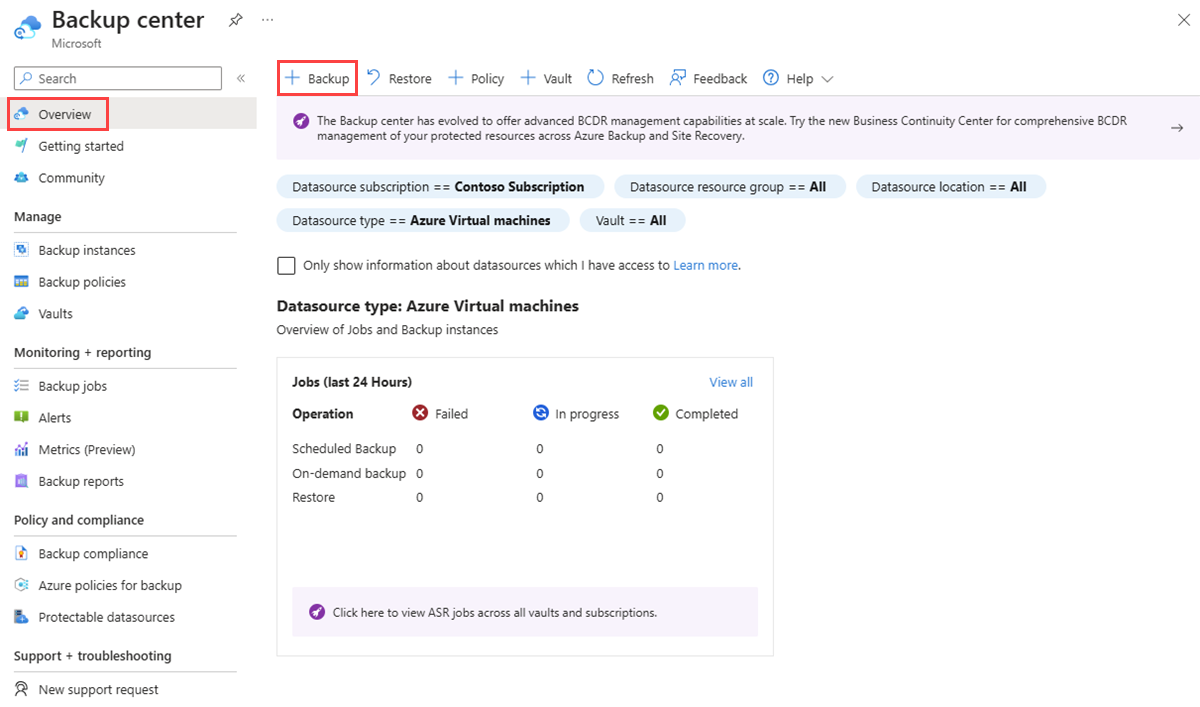 Backup center
Microsoft
Search
Overview
Getting started
Community
Manage
Backup instances
Backup policies
Vaults
Monitoring + reporting
Backup jobs
Alerts
Metrics (Preview)
Backup reports
Policy and compliance
Backup compliance
Azure policies for backup
Protectable datasources
Support + troubleshooting
New support request
Backup Restore Policy Vault Refresh Feedback Help
The Backup center has evolved to offer advanced BCDR management capabilities at scale. Try the new Business Continuity Center for comprehensive BCDR
management of your protected resources across Azure Backup and Site Recovery.
Datasource subscription == Contoso Subscription Datasource resource group == All Datasource location == All
Datasource type == Azure Virtual machines Vault == All
Only show information about datasources which I have access to Learn more.
Datasource type: Azure Virtual machines
Overview of Jobs and Backup instances
Jobs (last 24 Hours) View all
Operation Failed In progress Completed
Scheduled Backup 0 0 0
On-demand backup 0 0 0
Restore 0 0 0
Click here to view ASR jobs across all vaults and subscriptions.